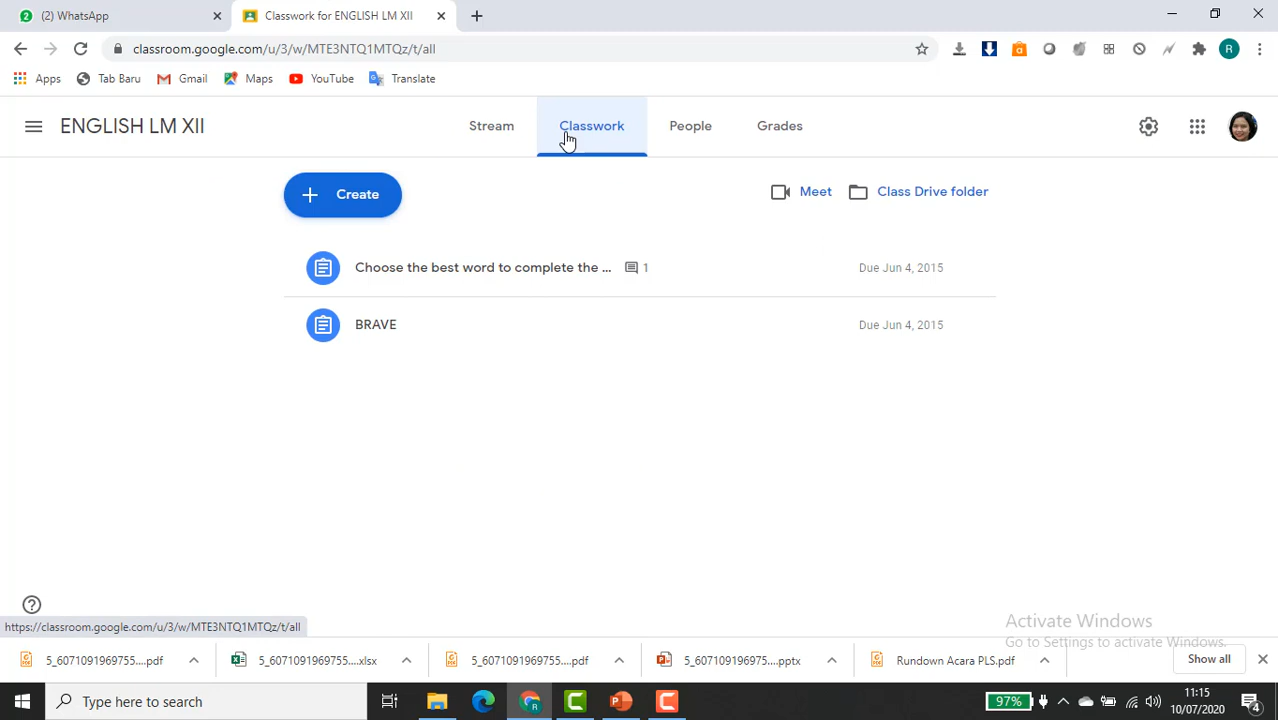 2
(2) WhatsApp
Classwork for ENGLISH LM XII
classroom.google.com/u/3/w/MTE3NTQ1MTQz/t/all
R
Apps
Tab Baru
Gmail
Maps
YouTube
Translate
ENGLISH LM XII
Stream
Classwork
People
Grades
Create
Meet
Class Drive folder
Choose the best word to complete the ...
1
Due Jun 4, 2015
BRAVE
Due Jun 4, 2015
https://classroom.google.com/u/3/w/MTE3NTQ1MTQz/t/all
Activate Windows
Go to Settings to activate Windows.
5_6071091969755....pdf
5_6071091969755....xlsx
5_6071091969755....pdf
5_607109196975....pptx
Rundown Acara PLS.pdf
Show all
Type here to search
97%
11:15
10/07/2020
4